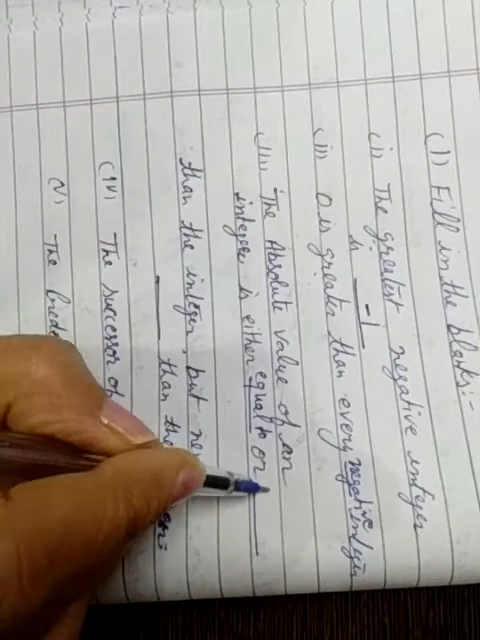 (1) Fill in the blanks:-
(i) The greatest negative integer
is -1
(ii) 0 is greater than every negative integer
(iii) The Absolute value of an
integer is either equal to or ____
than the integer, but
____ than the
(iv) The successor of
(v) The